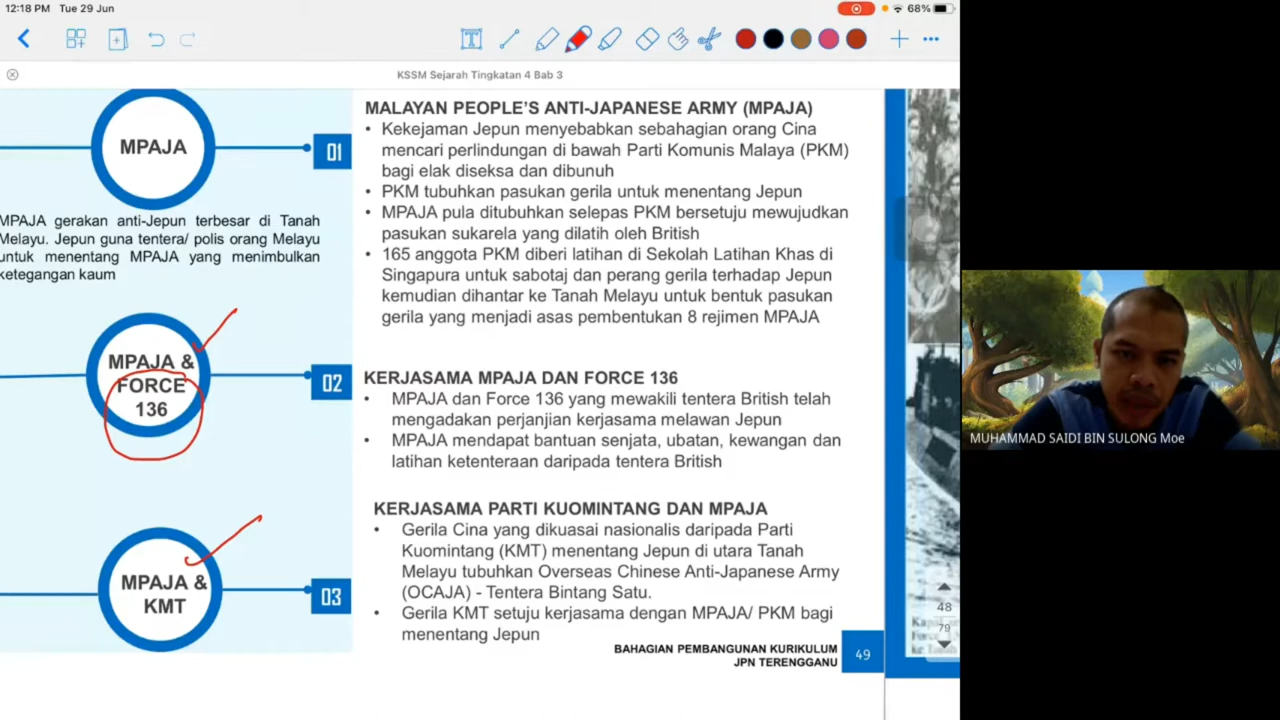 12:18 PM Tue 29 Jun
68%
KSSM Sejarah Tingkatan 4 Bab 3
MPAJA
01
MPAJA gerakan anti-Jepun terbesar di Tanah
Melayu. Jepun guna tentera/ polis orang Melayu
untuk menentang MPAJA yang menimbulkan
ketegangan kaum
MALAYAN PEOPLE'S ANTI-JAPANESE ARMY (MPAJA)
• Kekejaman Jepun menyebabkan sebahagian orang Cina
mencari perlindungan di bawah Parti Komunis Malaya (PKM)
bagi elak diseksa dan dibunuh
• PKM tubuhkan pasukan gerila untuk menentang Jepun
• MPAJA pula ditubuhkan selepas PKM bersetuju mewujudkan
pasukan sukarela yang dilatih oleh British
• 165 anggota PKM diberi latihan di Sekolah Latihan Khas di
Singapura untuk sabotaj dan perang gerila terhadap Jepun
kemudian dihantar ke Tanah Melayu untuk bentuk pasukan
gerila yang menjadi asas pembentukan 8 rejimen MPAJA
MPAJA &
FORCE
136
02
KERJASAMA MPAJA DAN FORCE 136
• MPAJA dan Force 136 yang mewakili tentera British telah
mengadakan perjanjian kerjasama melawan Jepun
• MPAJA mendapat bantuan senjata, ubatan, kewangan dan
latihan ketenteraan daripada tentera British
MPAJA &
KMT
03
KERJASAMA PARTI KUOMINTANG DAN MPAJA
• Gerila Cina yang dikuasai nasionalis daripada Parti
Kuomintang (KMT) menentang Jepun di utara Tanah
Melayu tubuhkan Overseas Chinese Anti-Japanese Army
(OCAJA) - Tentera Bintang Satu.
• Gerila KMT setuju kerjasama dengan MPAJA/ PKM bagi
menentang Jepun
BAHAGIAN PEMBANGUNAN KURIKULUM
JPN TERENGGANU
49
48
79
MUHAMMAD SAIDI BIN SULONG Moe